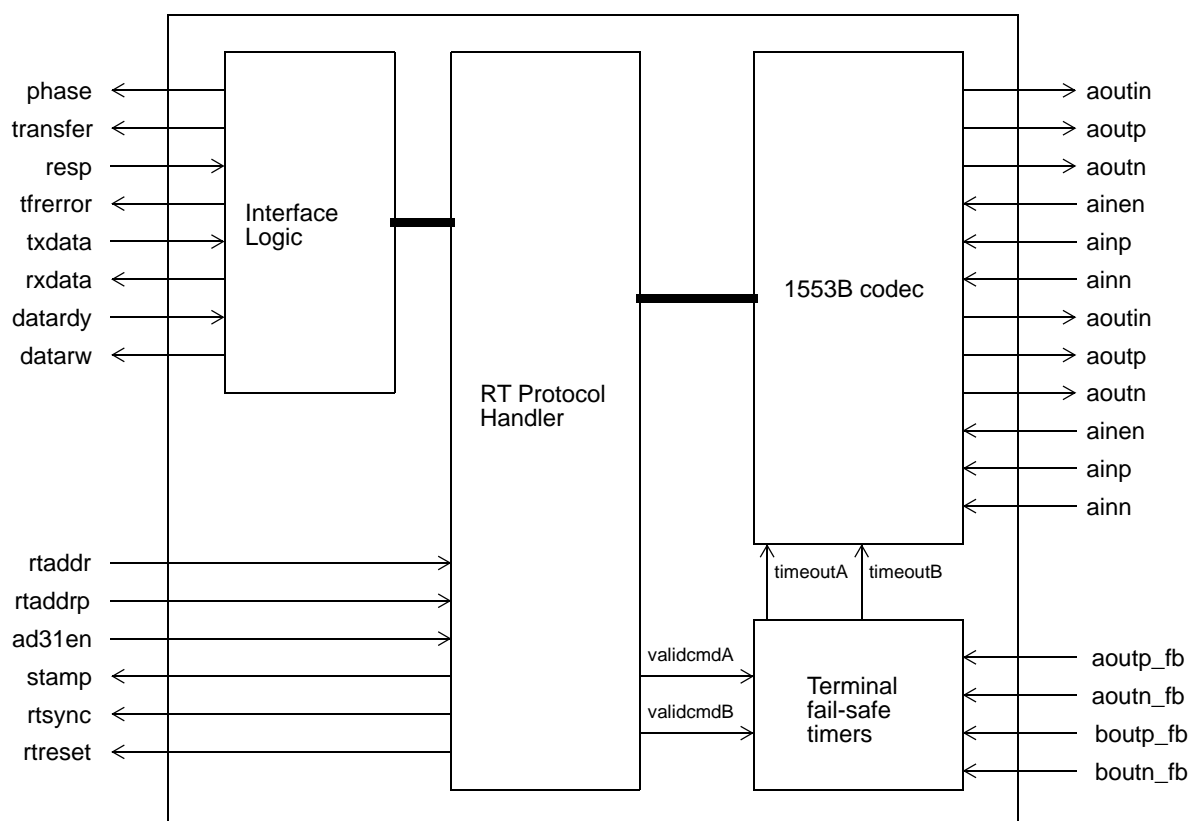 phase
transfer
resp
tfrerror
txdata
rxdata
datardy
datarw
Interface
Logic
RT Protocol
Handler
1553B codec
aoutin
aoutp
aoutn
ainen
ainp
ainn
aoutin
aoutp
aoutn
ainen
ainp
ainn
rtaddr
rtaddrp
ad31en
stamp
rtsync
rtreset
timeoutA
timeoutB
validcmdA
validcmdB
Terminal
fail-safe
timers
aoutp_fb
aoutn_fb
boutp_fb
boutn_fb